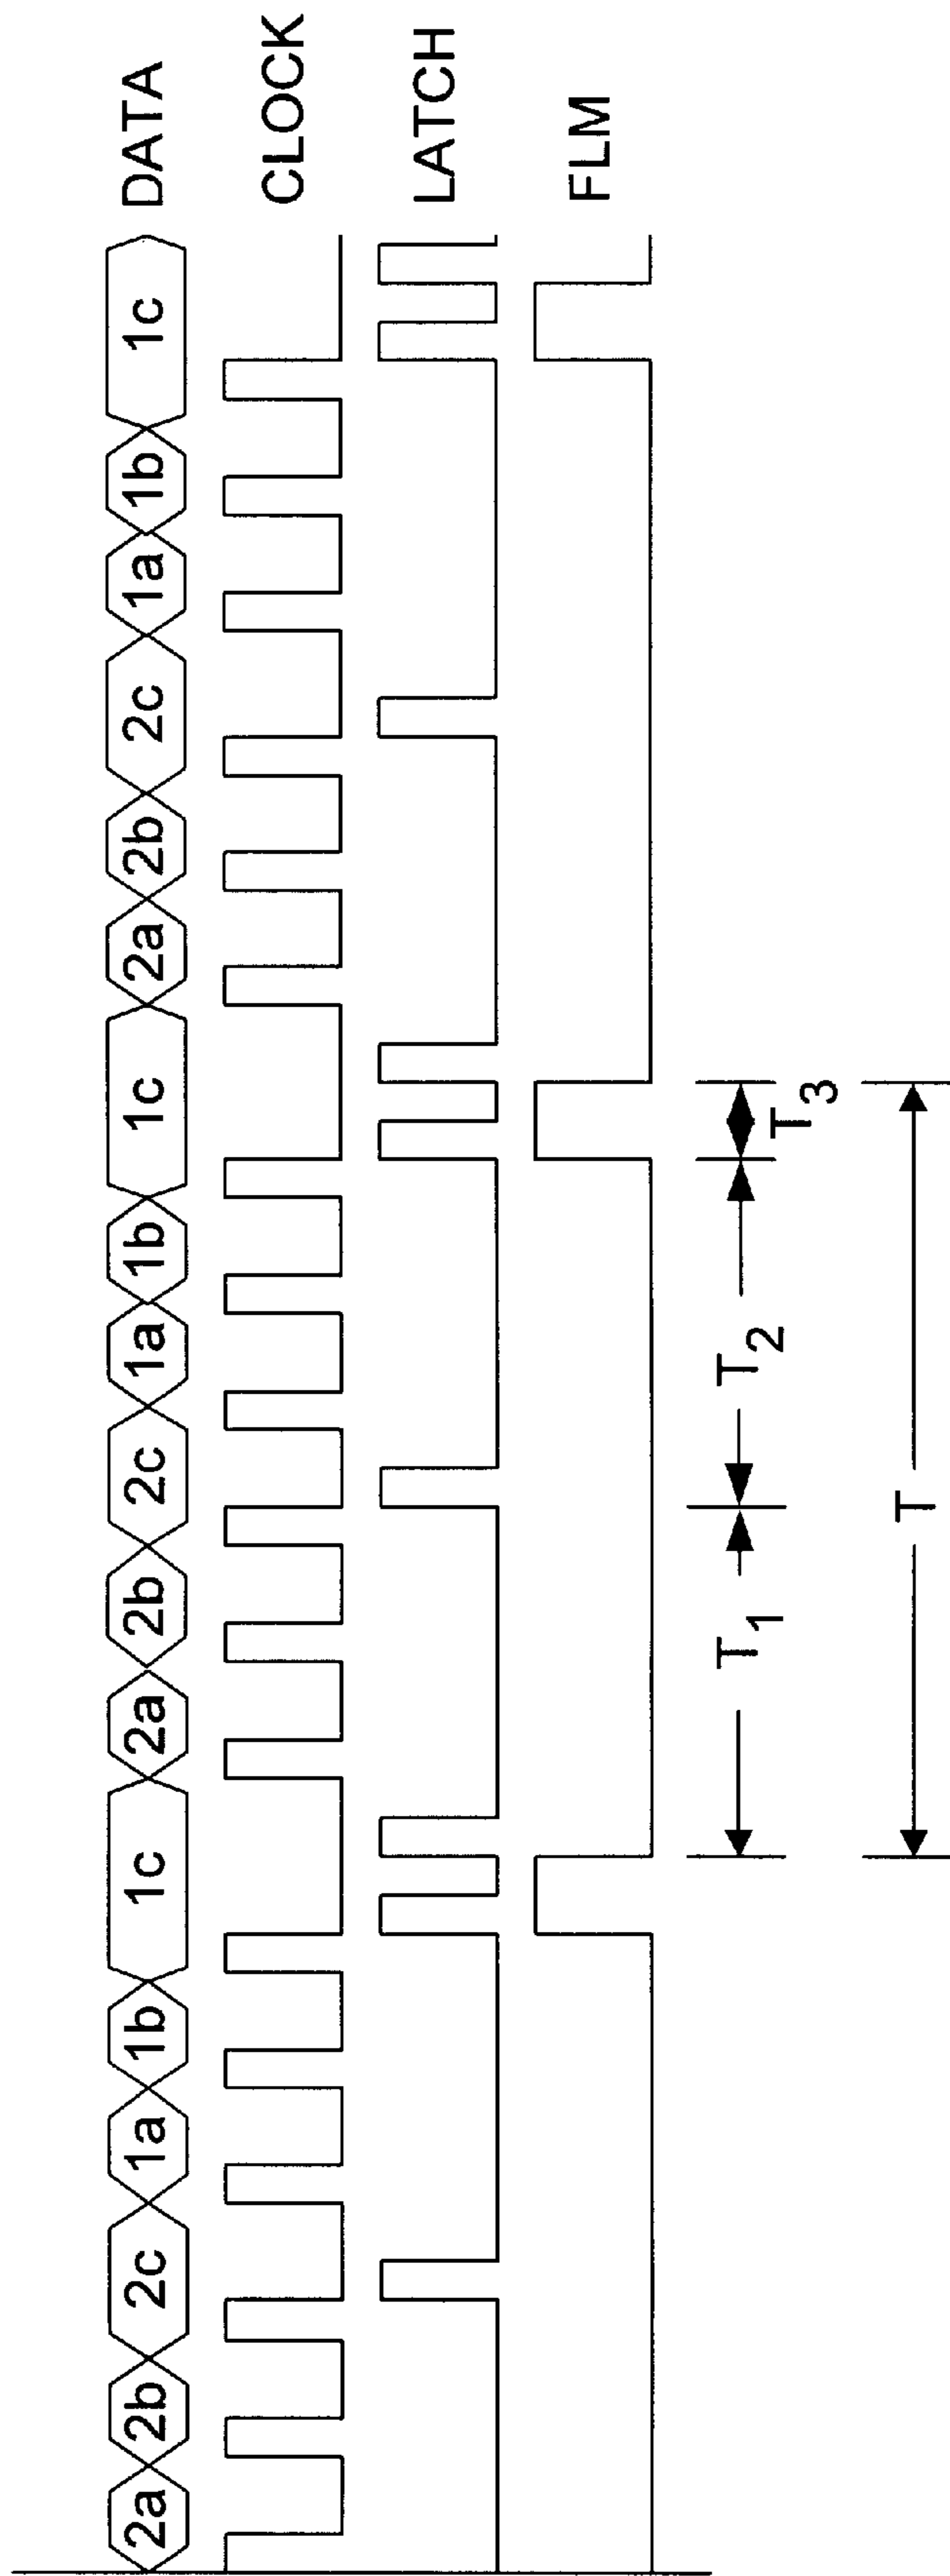 2a 2b 2c 1a 1b 1c 2a 2b 2c 1a 1b 1c 2a 2b 2c 1a 1b 1c DATA
CLOCK
LATCH
FLM
T1 T2 T3
T